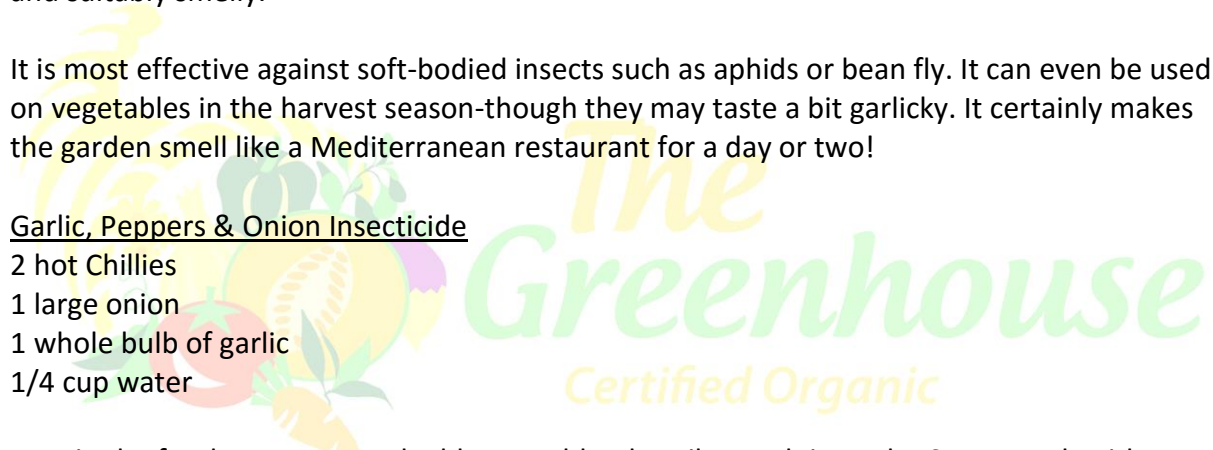 It is most effective against soft-bodied insects such as aphids or bean fly. It can even be used
on vegetables in the harvest season-though they may taste a bit garlicky. It certainly makes
the garden smell like a Mediterranean restaurant for a day or two!
Garlic, Peppers & Onion Insecticide
2 hot Chillies
1 large onion
1 whole bulb of garlic
1/4 cup water
The
Greenhouse
Certified Organic